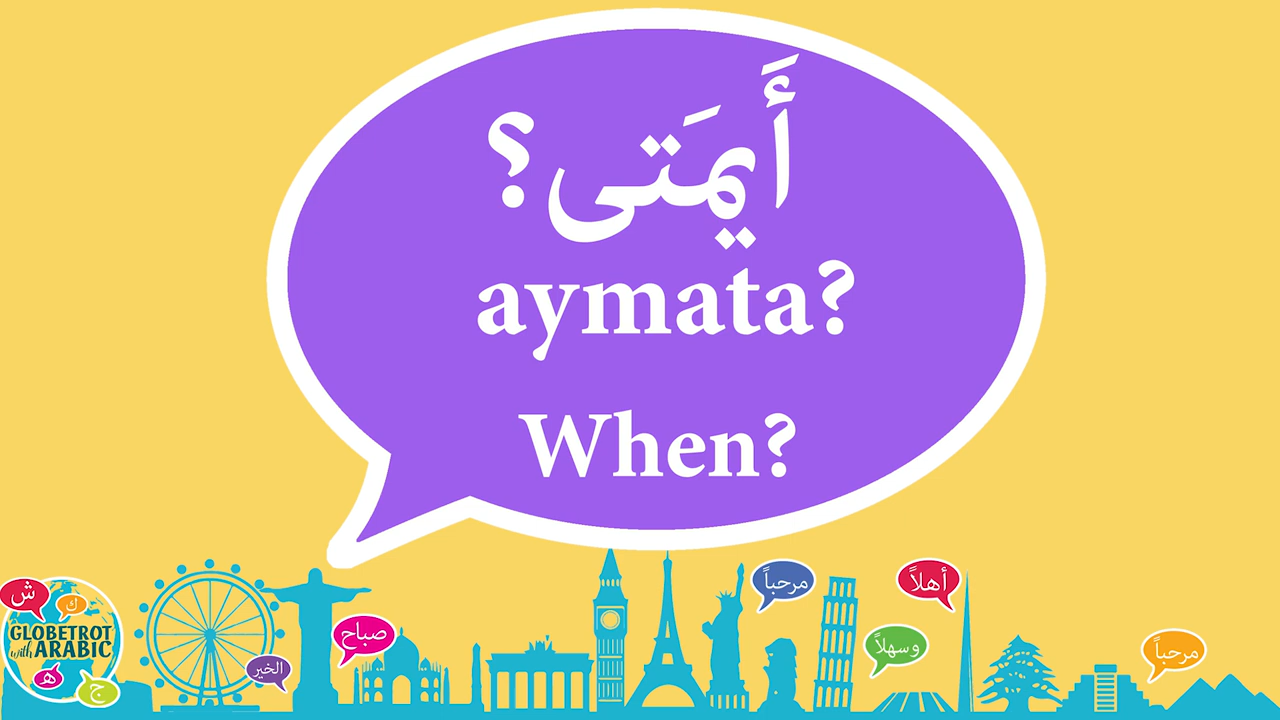 أَيمَتى؟
aymata?
When?
ش
ك
GLOBETROT
with ARABIC
ه
ج
الخير
صباح
مرحباً
أهلاً
وسهلاً
مرحباً